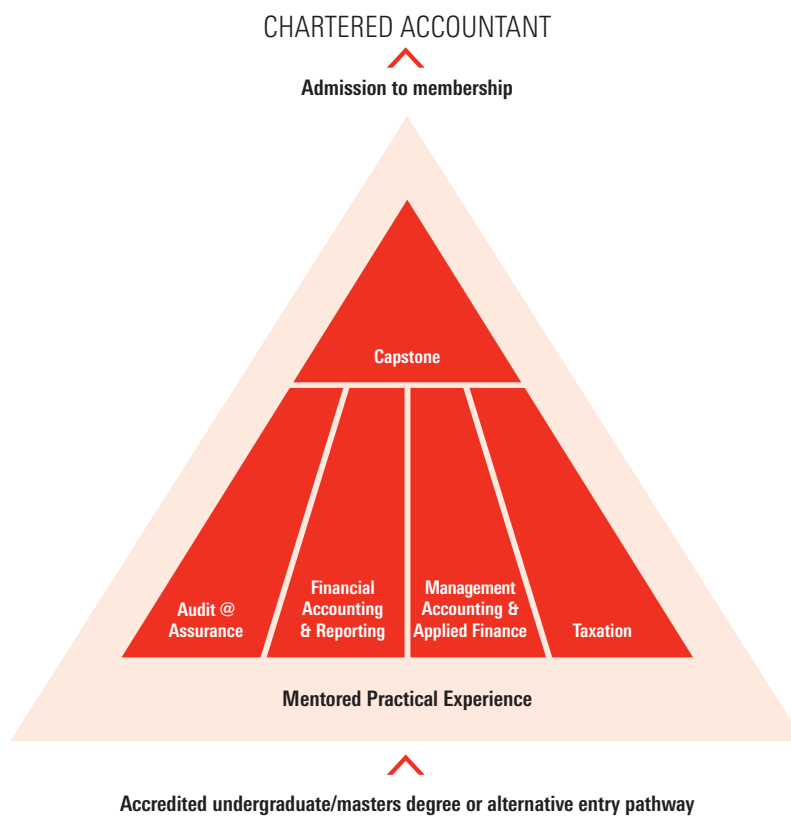 CHARTERED ACCOUNTANT
Admission to membership
Capstone
Audit @
Assurance
Financial
Accounting
& Reporting
Management
Accounting &
Applied Finance
Taxation
Mentored Practical Experience
Accredited undergraduate/masters degree or alternative entry pathway